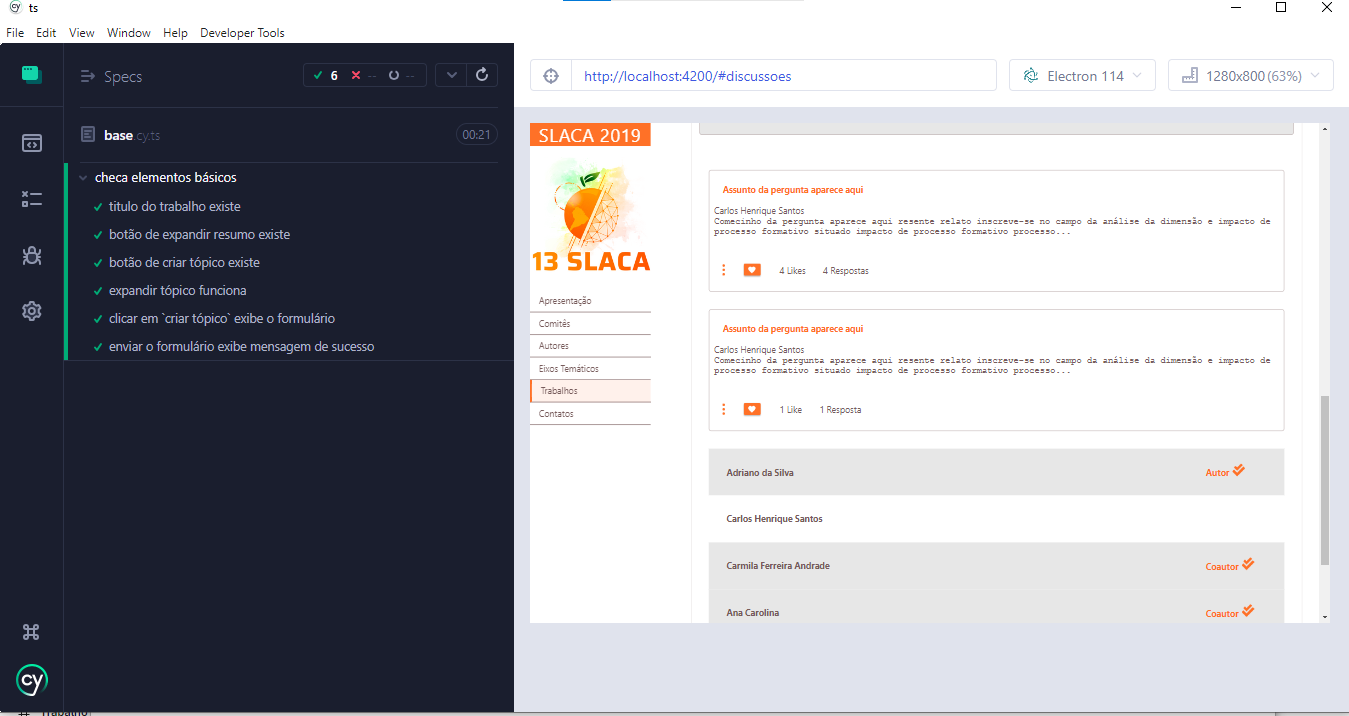 ts
File Edit View Window Help Developer Tools
Specs
6 -- --
base.cy.ts
00:21
checa elementos básicos
titulo do trabalho existe
botão de expandir resumo existe
botão de criar tópico existe
expandir tópico funciona
clicar em `criar tópico` exibe o formulário
enviar o formulário exibe mensagem de sucesso
cy
http://localhost:4200/#discussoes
Electron 114
1280x800 (63%)
SLACA 2019
13 SLACA
Apresentação
Comitês
Autores
Eixos Temáticos
Trabalhos
Contatos
Assunto da pergunta aparece aqui
Carlos Henrique Santos
Comecinho da pergunta aparece aqui resente relato inscreve-se no campo da análise da dimensão e impacto de
processo formativo situado impacto de processo formativo processo...
4 Likes 4 Respostas
Assunto da pergunta aparece aqui
Carlos Henrique Santos
Comecinho da pergunta aparece aqui resente relato inscreve-se no campo da análise da dimensão e impacto de
processo formativo situado impacto de processo formativo processo...
1 Like 1 Resposta
Adriano da Silva Autor
Carlos Henrique Santos
Carmila Ferreira Andrade Coautor
Ana Carolina Coautor